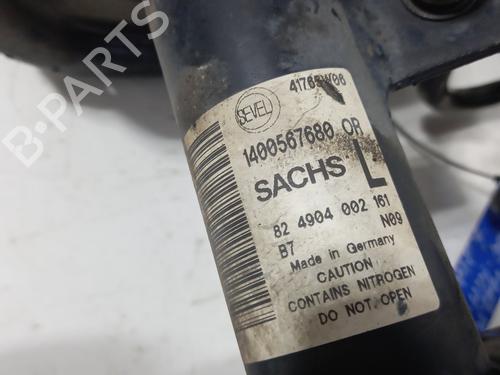 SEVEL
1400567680 OR
SACHS L
82 4904 002 161
B7 N09
Made in Germany
CAUTION
CONTAINS NITROGEN
DO NOT OPEN
B-PARTS